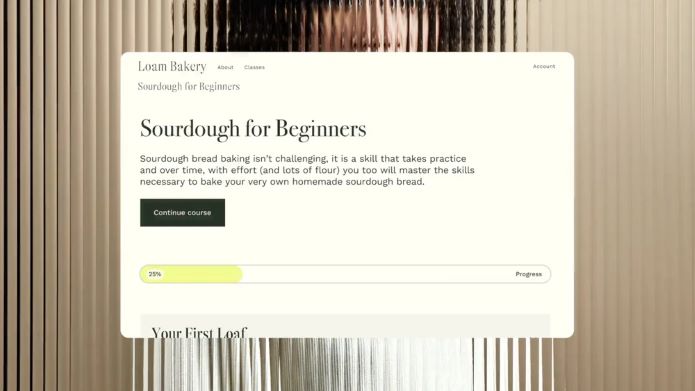 Loam Bakery About Classes Account
Sourdough for Beginners
Sourdough for Beginners
Sourdough bread baking isn't challenging, it is a skill that takes practice
and over time, with effort (and lots of flour) you too will master the skills
necessary to bake your very own homemade sourdough bread.
Continue course
25% Progress
Your First Loaf